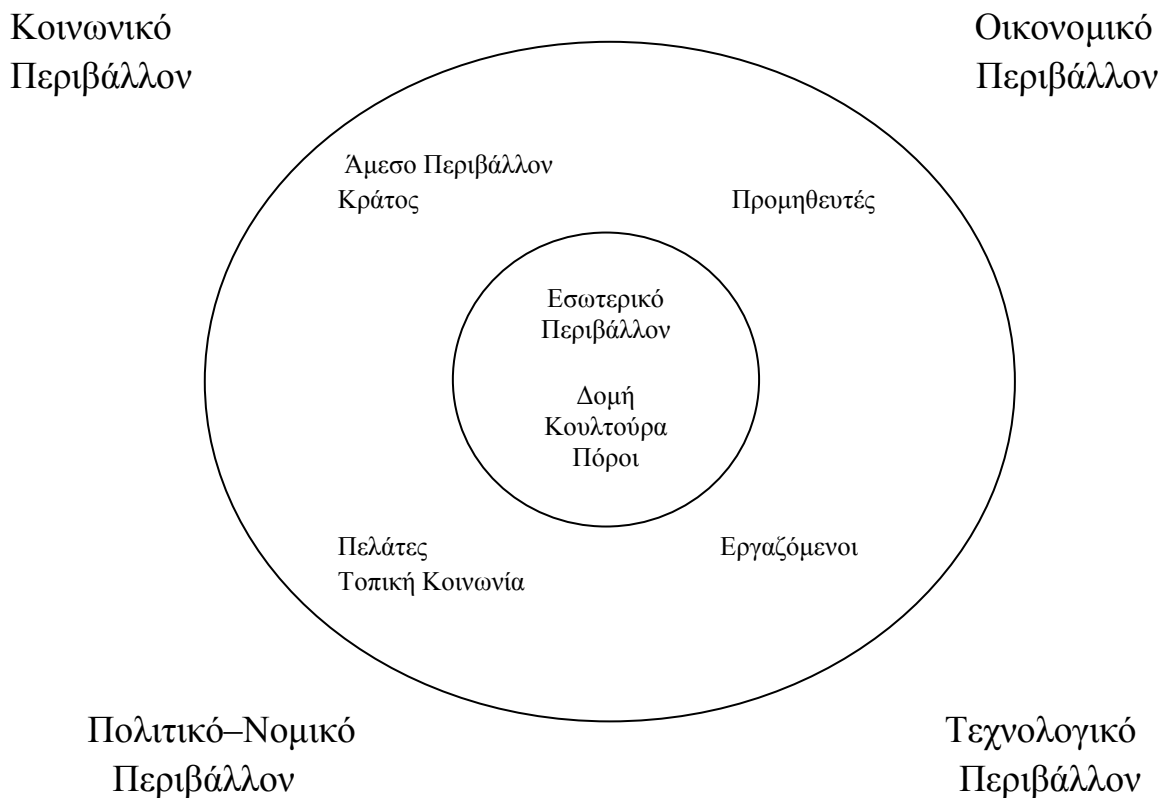 Κοινωνικό
Περιβάλλον
Οικονομικό
Περιβάλλον
Άμεσο Περιβάλλον
Κράτος
Προμηθευτές
Εσωτερικό
Περιβάλλον
Δομή
Κουλτούρα
Πόροι
Πελάτες
Τοπική Κοινωνία
Εργαζόμενοι
Πολιτικό–Νομικό
Περιβάλλον
Τεχνολογικό
Περιβάλλον